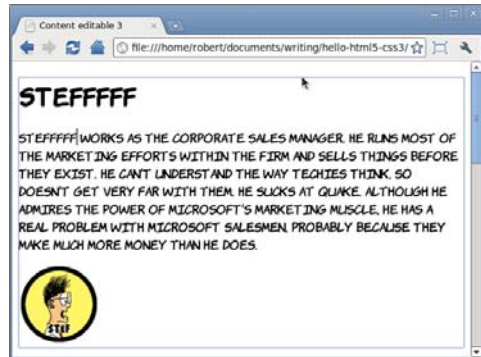 Content editable 3
file:///home/robert/documents/writing/hello-html5-css3/
STEFFFFF
STEFFFFF WORKS AS THE CORPORATE SALES MANAGER. HE RUNS MOST OF
THE MARKETING EFFORTS WITHIN THE FIRM AND SELLS THINGS BEFORE
THEY EXIST. HE CAN'T UNDERSTAND THE WAY TECHIES THINK, SO
DOESN'T GET VERY FAR WITH THEM. HE SUCKS AT QUAKE. ALTHOUGH HE
ADMIRES THE POWER OF MICROSOFT'S MARKETING MUSCLE, HE HAS A
REAL PROBLEM WITH MICROSOFT SALESMEN, PROBABLY BECAUSE THEY
MAKE MUCH MORE MONEY THAN HE DOES.
STEF